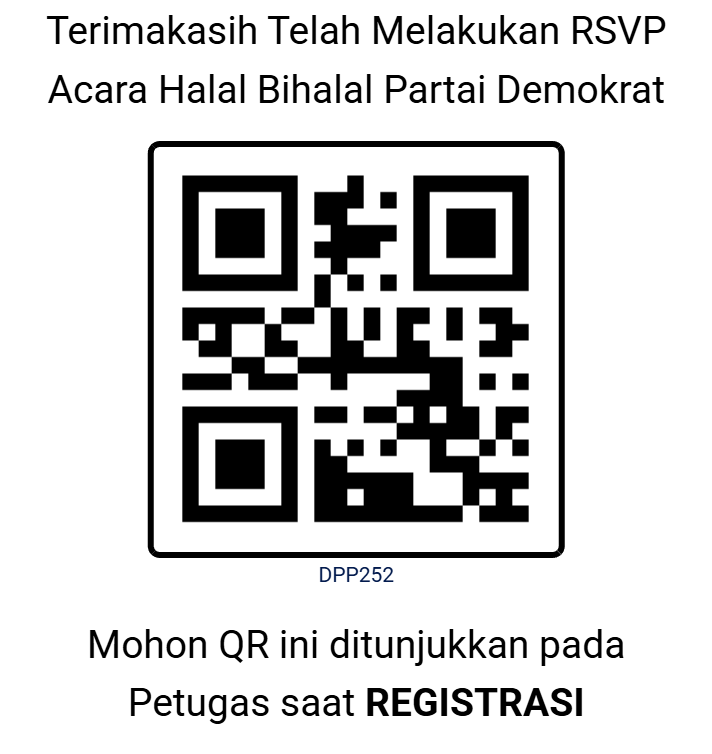 Terimakasih Telah Melakukan RSVP
Acara Halal Bihalal Partai Demokrat
DPP252
Mohon QR ini ditunjukkan pada
Petugas saat REGISTRASI